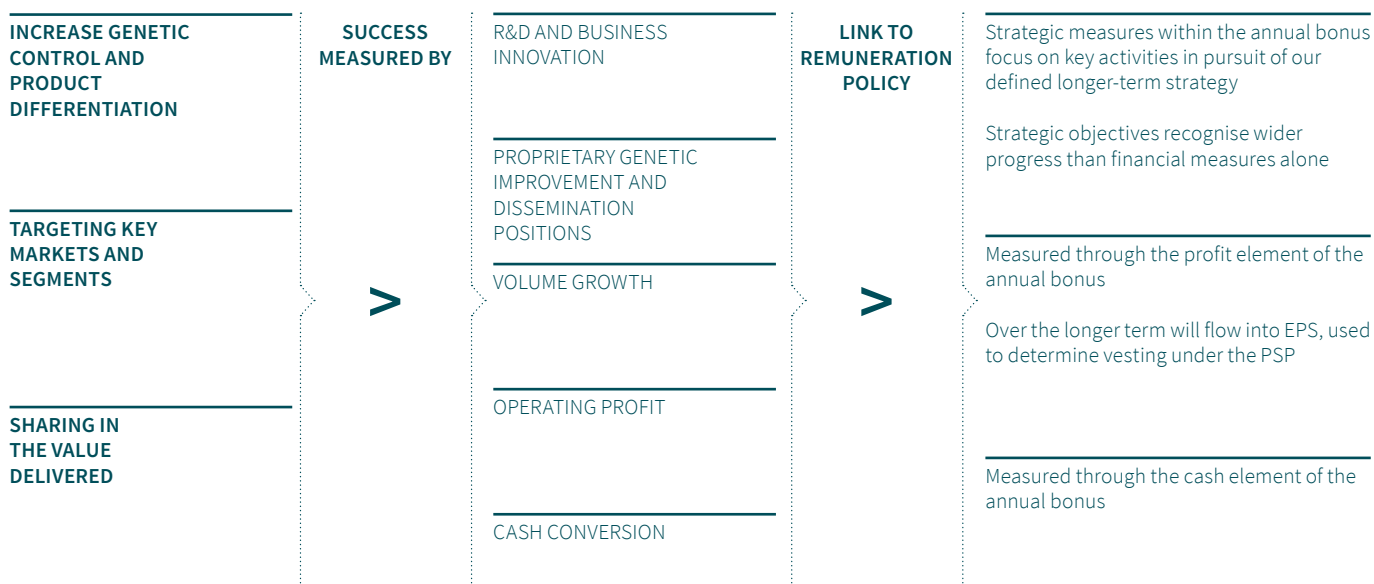 INCREASE GENETIC
CONTROL AND
PRODUCT
DIFFERENTIATION
TARGETING KEY
MARKETS AND
SEGMENTS
SHARING IN
THE VALUE
DELIVERED
SUCCESS
MEASURED BY
>
R&D AND BUSINESS
INNOVATION
PROPRIETARY GENETIC
IMPROVEMENT AND
DISSEMINATION
POSITIONS
VOLUME GROWTH
OPERATING PROFIT
CASH CONVERSION
LINK TO
REMUNERATION
POLICY
>
Strategic measures within the annual bonus
focus on key activities in pursuit of our
defined longer-term strategy
Strategic objectives recognise wider
progress than financial measures alone
Measured through the profit element of the
annual bonus
Over the longer term will flow into EPS, used
to determine vesting under the PSP
Measured through the cash element of the
annual bonus